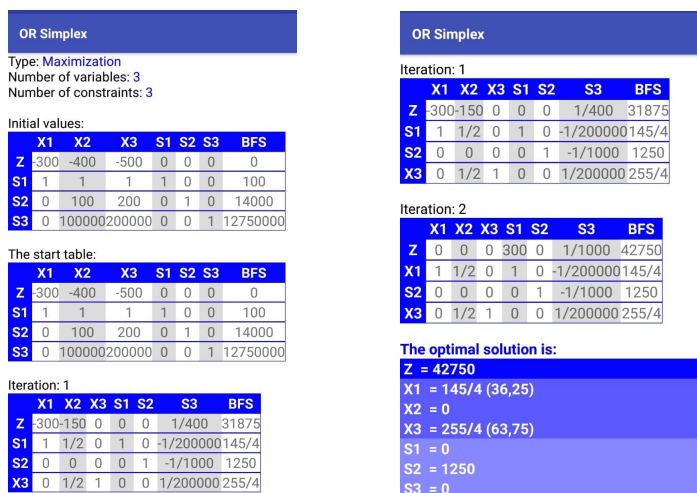 OR Simplex
Type: Maximization
Number of variables: 3
Number of constraints: 3
Initial values:
X1 X2 X3 S1 S2 S3 BFS
Z -300 -400 -500 0 0 0 0
S1 1 1 1 1 0 0 100
S2 0 100 200 0 1 0 14000
S3 0 100000 200000 0 0 1 12750000
The start table:
X1 X2 X3 S1 S2 S3 BFS
Z -300 -400 -500 0 0 0 0
S1 1 1 1 1 0 0 100
S2 0 100 200 0 1 0 14000
S3 0 100000 200000 0 0 1 12750000
Iteration: 1
X1 X2 X3 S1 S2 S3 BFS
Z -300 -150 0 0 0 1/400 31875
S1 1 1/2 0 1 0 -1/200000 145/4
S2 0 0 0 0 1 -1/1000 1250
X3 0 1/2 1 0 0 1/200000 255/4
OR Simplex
Iteration: 1
X1 X2 X3 S1 S2 S3 BFS
Z -300 -150 0 0 0 1/400 31875
S1 1 1/2 0 1 0 -1/200000 145/4
S2 0 0 0 0 1 -1/1000 1250
X3 0 1/2 1 0 0 1/200000 255/4
Iteration: 2
X1 X2 X3 S1 S2 S3 BFS
Z 0 0 0 300 0 1/1000 42750
X1 1 1/2 0 1 0 -1/200000 145/4
S2 0 0 0 0 1 -1/1000 1250
X3 0 1/2 1 0 0 1/200000 255/4
The optimal solution is:
Z = 42750
X1 = 145/4 (36,25)
X2 = 0
X3 = 255/4 (63,75)
S1 = 0
S2 = 1250
S3 = 0